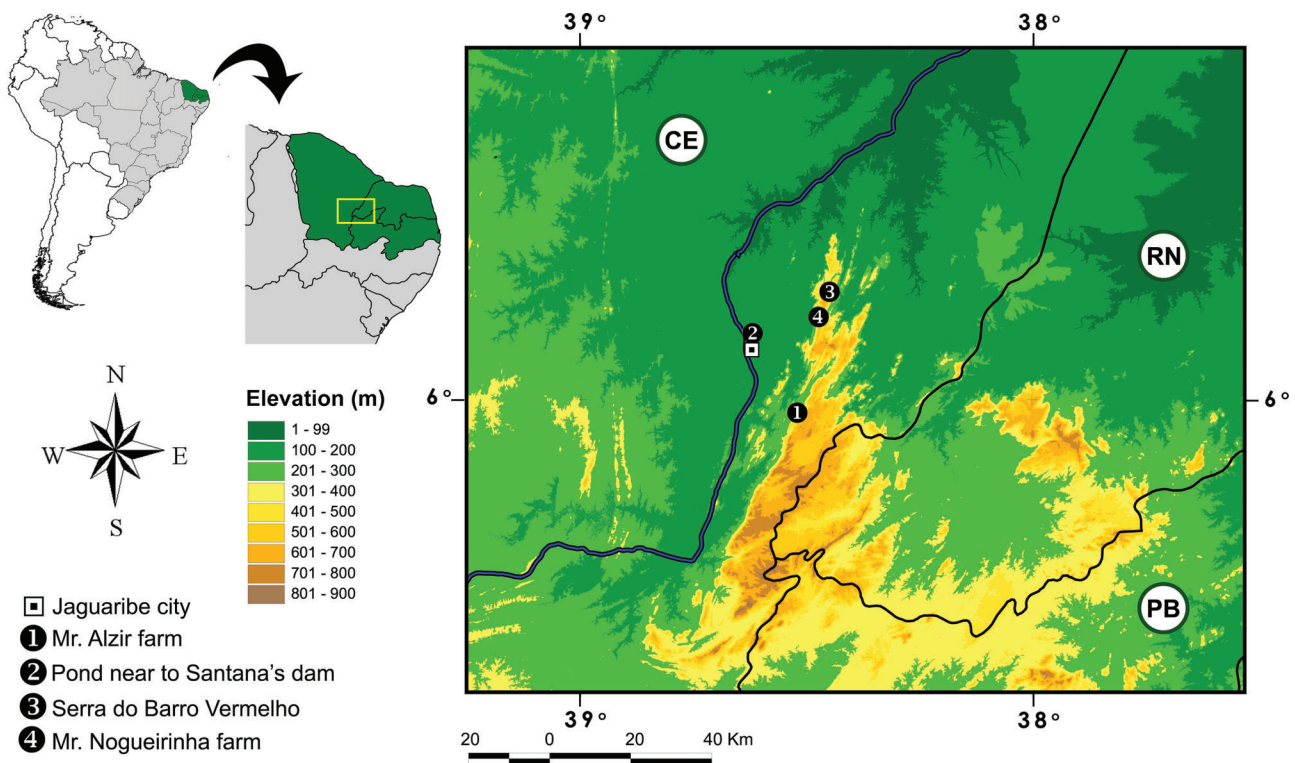 39° 38°
CE
RN
3
4
2
1
6° 6°
PB
39° 38°
20 0 20 40 Km
N
W E
S
Elevation (m)
1 - 99
100 - 200
201 - 300
301 - 400
401 - 500
501 - 600
601 - 700
701 - 800
801 - 900
Jaguaribe city
1 Mr. Alzir farm
2 Pond near to Santana's dam
3 Serra do Barro Vermelho
4 Mr. Nogueirinha farm